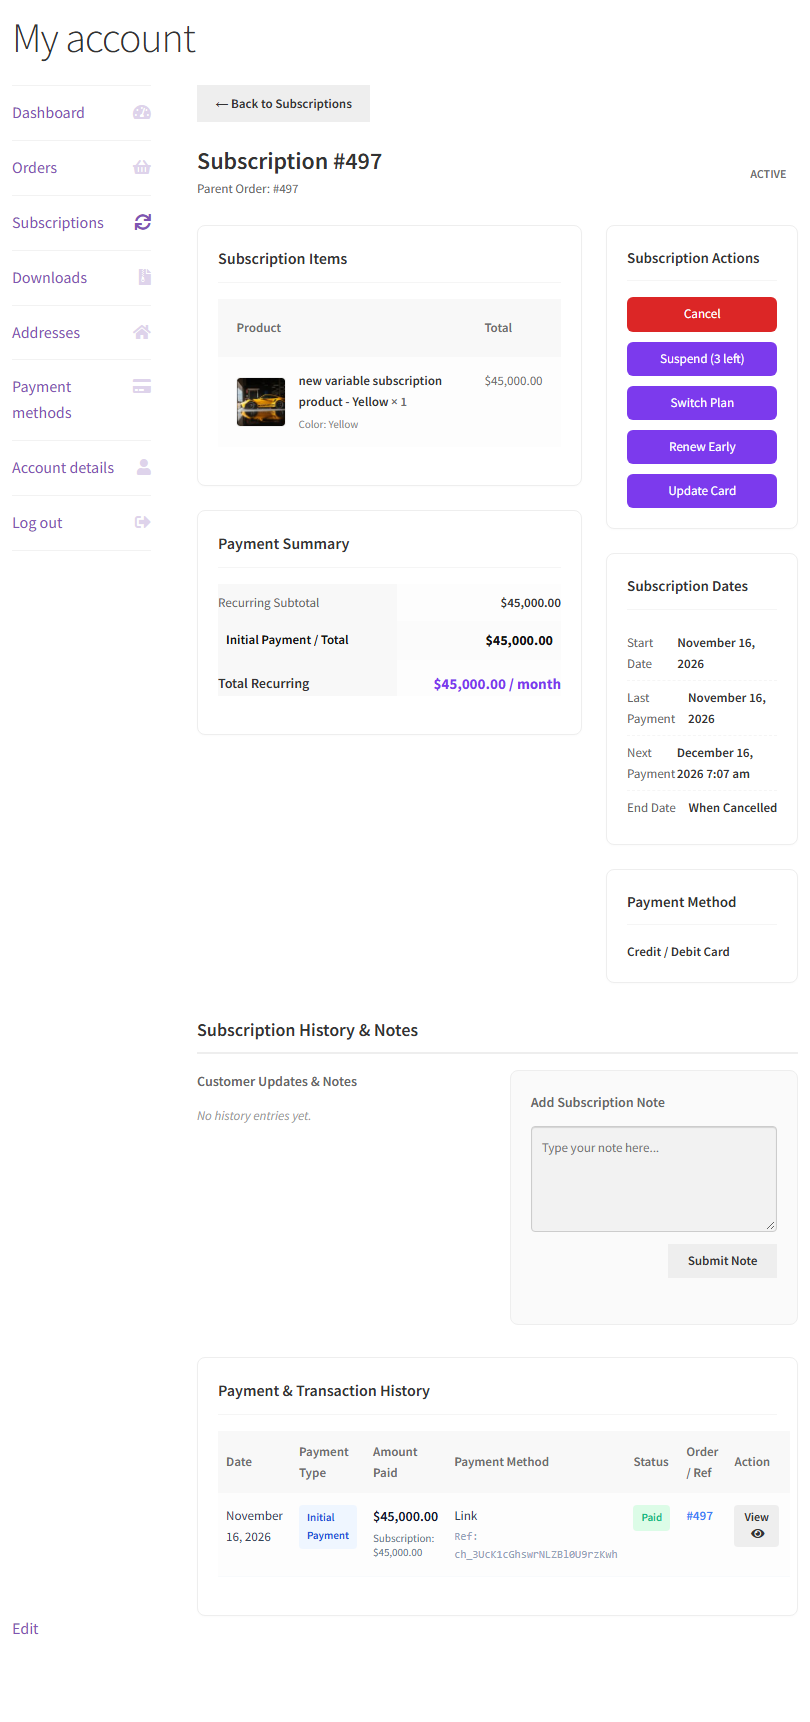 My account
Dashboard
Orders
Subscriptions
Downloads
Addresses
Payment
methods
Account details
Log out
← Back to Subscriptions
Subscription #497
Parent Order: #497
ACTIVE
Subscription Items
Product Total
new variable subscription
product - Yellow × 1
$45,000.00
Color: Yellow
Payment Summary
Recurring Subtotal $45,000.00
Initial Payment / Total $45,000.00
Total Recurring $45,000.00 / month
Subscription Actions
Cancel
Suspend (3 left)
Switch Plan
Renew Early
Update Card
Subscription Dates
Start
Date
November 16,
2026
Last
Payment
November 16,
2026
Next
Payment
December 16,
2026 7:07 am
End Date When Cancelled
Payment Method
Credit / Debit Card
Subscription History & Notes
Customer Updates & Notes
No history entries yet.
Add Subscription Note
Type your note here...
Submit Note
Payment & Transaction History
Date
Payment
Type
Amount
Paid
Payment Method
Status
Order
/ Ref
Action
November
16, 2026
Initial
Payment
$45,000.00
Subscription:
$45,000.00
Link
Ref:
ch_3UcK1cGhswrNLZBl0U9rzKwh
Paid
#497
View
Edit